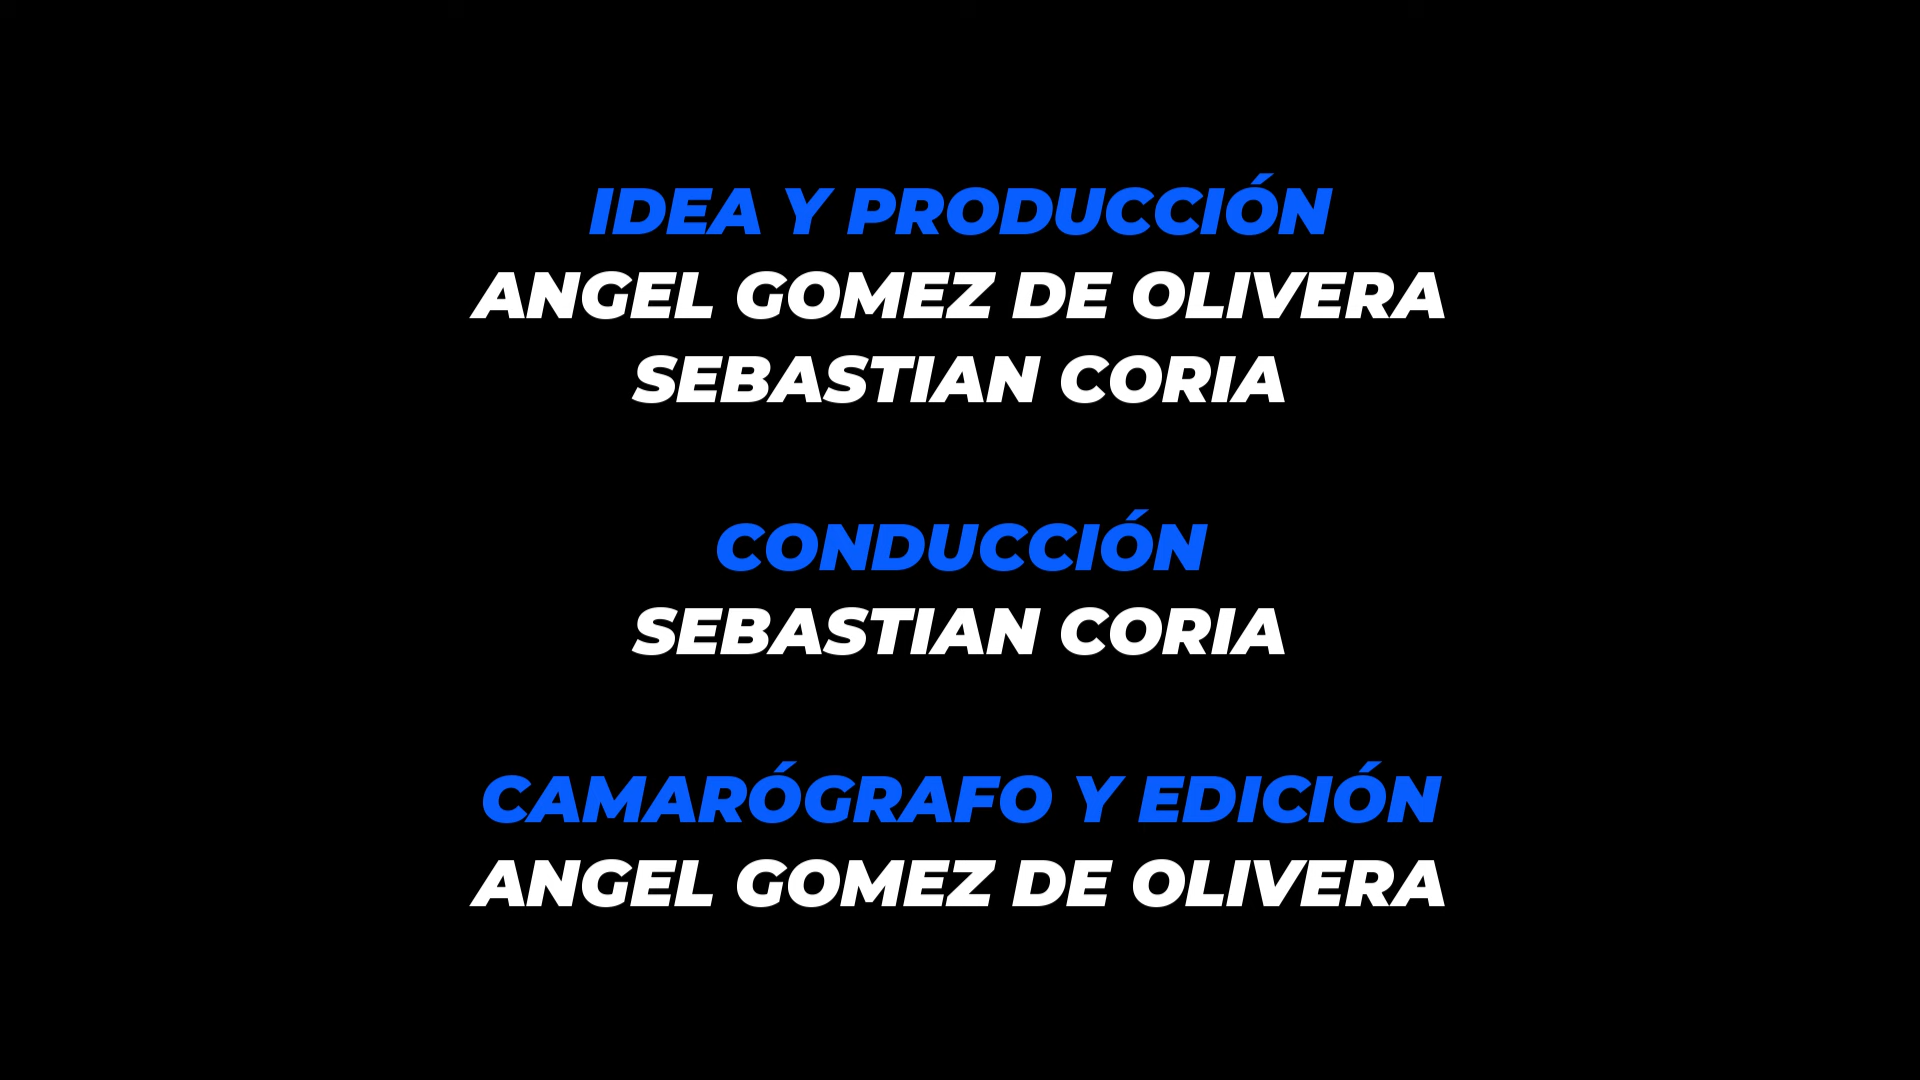 IDEA Y PRODUCCIÓN
ANGEL GOMEZ DE OLIVERA
SEBASTIAN CORIA
CONDUCCIÓN
SEBASTIAN CORIA
CAMARÓGRAFO Y EDICIÓN
ANGEL GOMEZ DE OLIVERA